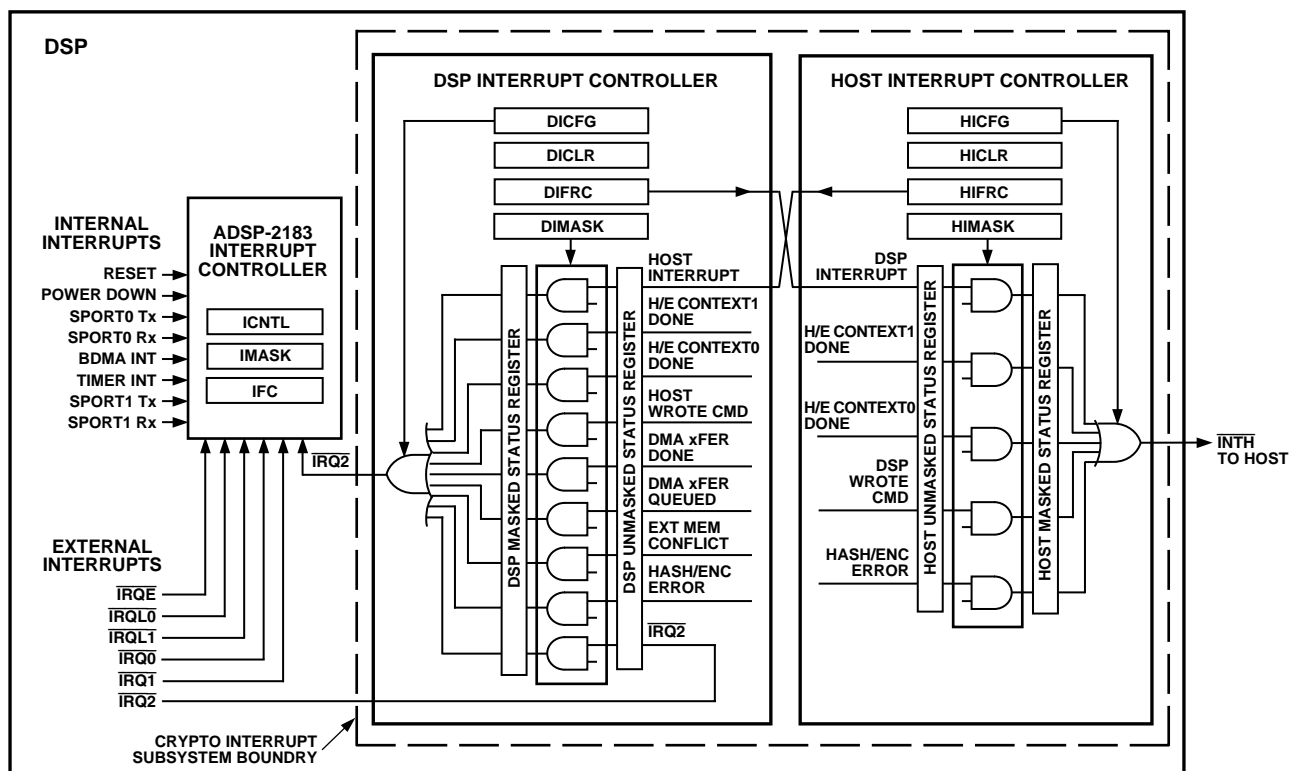 DSP
DSP INTERRUPT CONTROLLER
DICFG
DICLR
DIFRC
DIMASK
HOST INTERRUPT CONTROLLER
HICFG
HICLR
HIFRC
HIMASK
INTERNAL
INTERRUPTS
RESET
POWER DOWN
SPORT0 Tx
SPORT0 Rx
BDMA INT
TIMER INT
SPORT1 Tx
SPORT1 Rx
ADSP-2183
INTERRUPT
CONTROLLER
ICNTL
IMASK
IFC
IRQ2
EXTERNAL
INTERRUPTS
IRQE
IRQL0
IRQL1
IRQ0
IRQ1
IRQ2
DSP MASKED STATUS REGISTER
DSP UNMASKED STATUS REGISTER
HOST
INTERRUPT
H/E CONTEXT1
DONE
H/E CONTEXT0
DONE
HOST
WROTE CMD
DMA xFER
DONE
DMA xFER
QUEUED
EXT MEM
CONFLICT
HASH/ENC
ERROR
IRQ2
DSP
INTERRUPT
H/E CONTEXT1
DONE
H/E CONTEXT0
DONE
DSP
WROTE
CMD
HASH/ENC
ERROR
HOST UNMASKED STATUS REGISTER
HOST MASKED STATUS REGISTER
INTH
TO HOST
CRYPTO INTERRUPT
SUBSYSTEM BOUNDRY